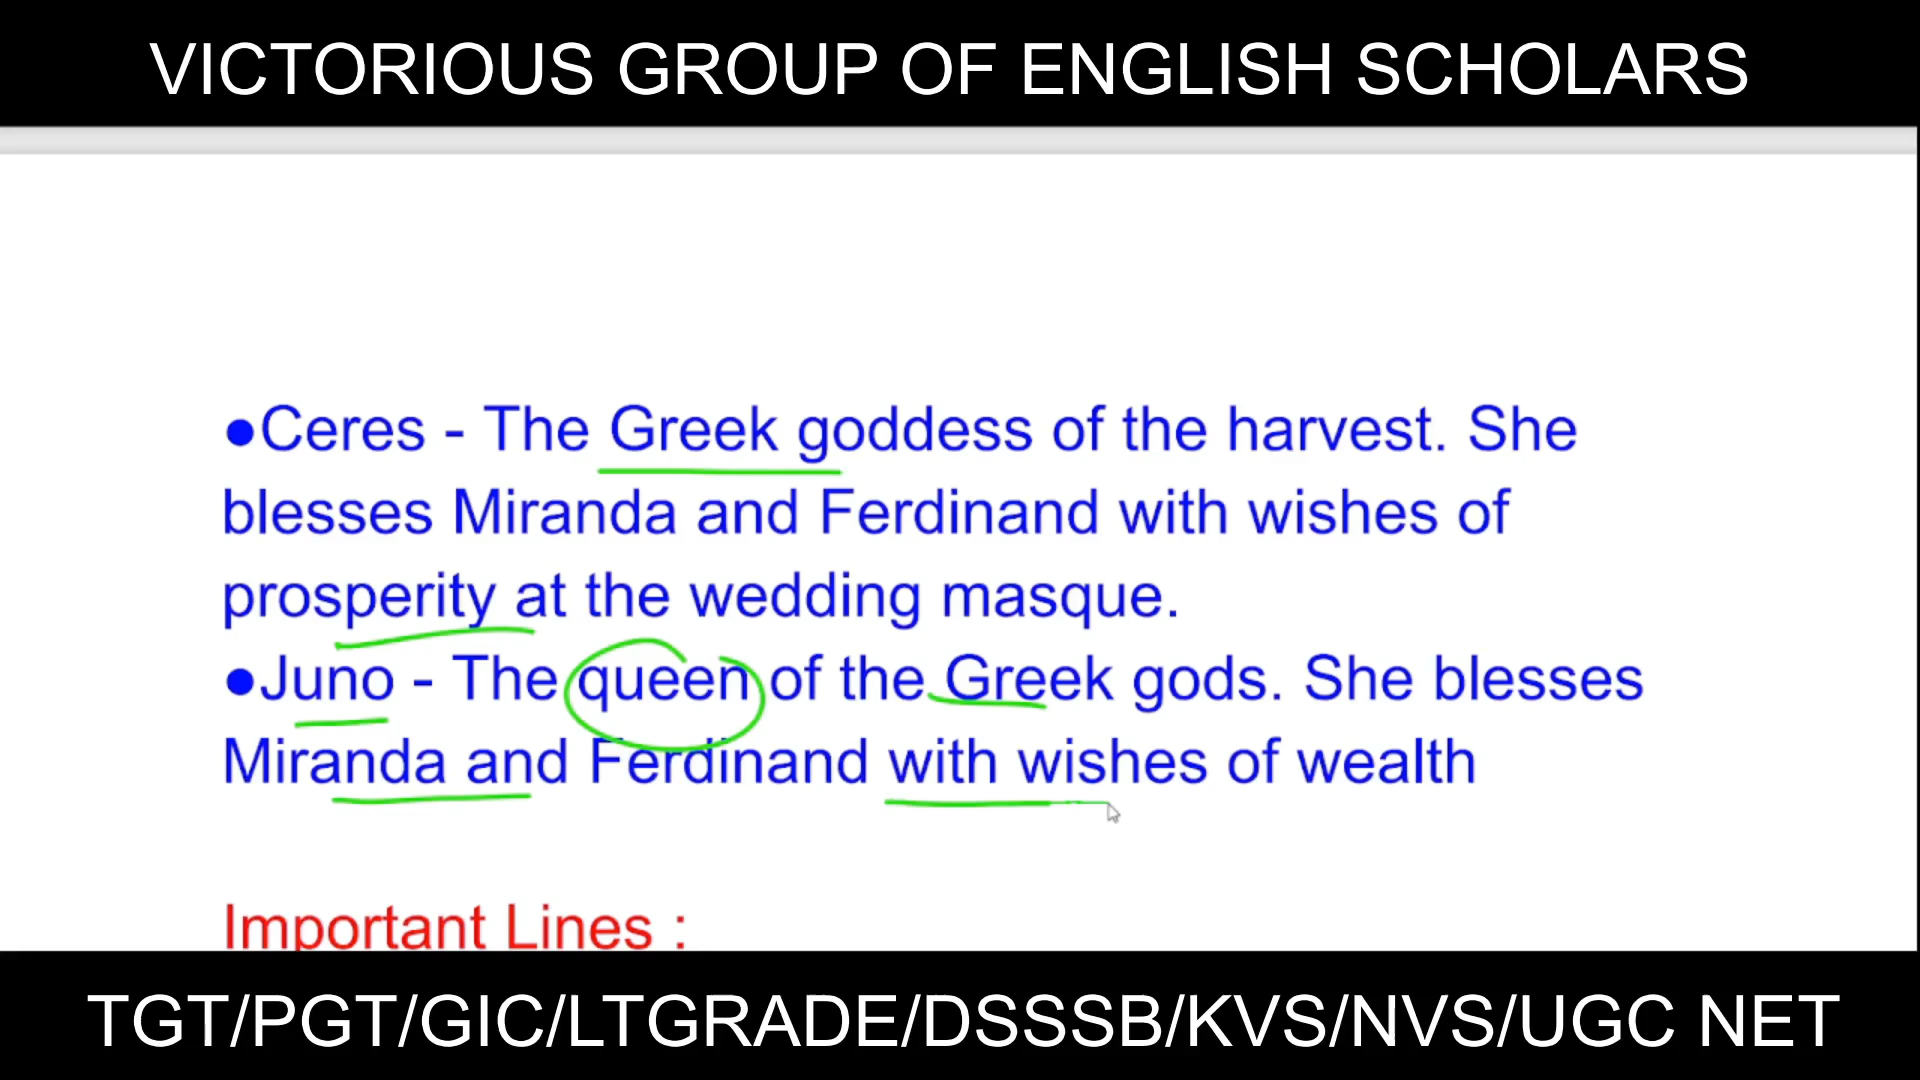 VICTORIOUS GROUP OF ENGLISH SCHOLARS
●Ceres - The Greek goddess of the harvest. She
blesses Miranda and Ferdinand with wishes of
prosperity at the wedding masque.
●Juno - The queen of the Greek gods. She blesses
Miranda and Ferdinand with wishes of wealth
Important Lines :
TGT/PGT/GIC/LTGRADE/DSSSB/KVS/NVS/UGC NET